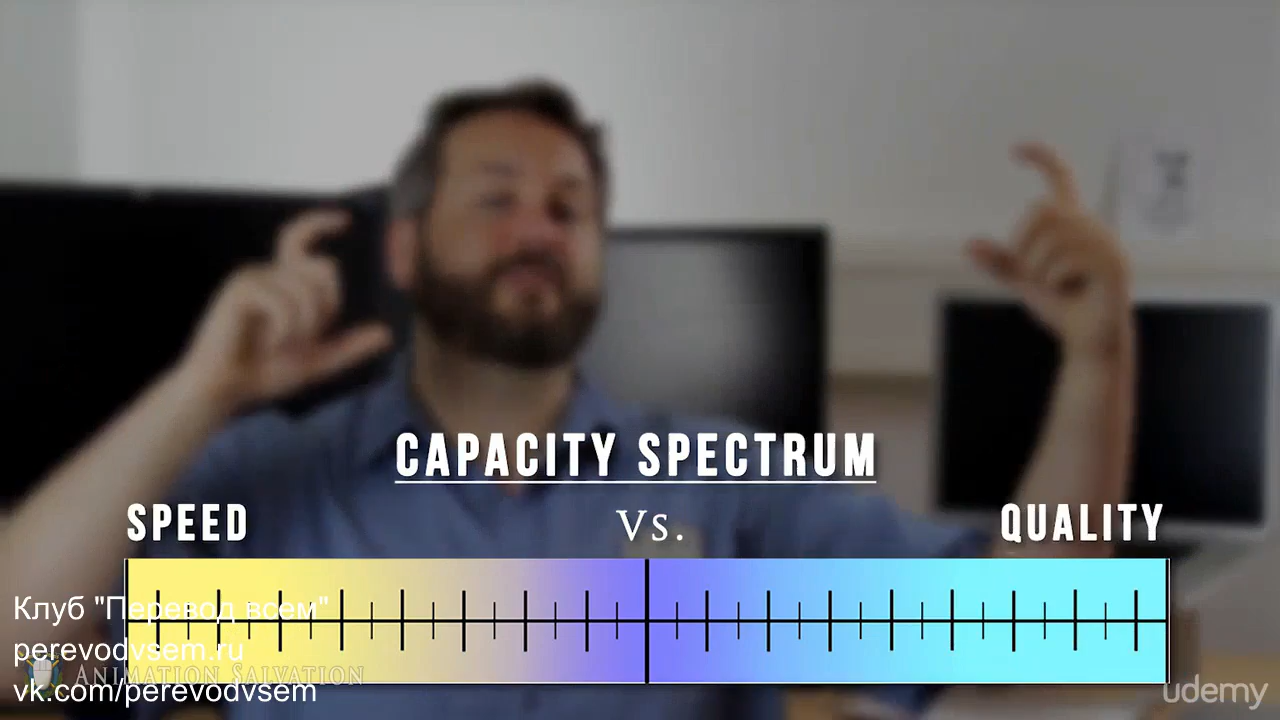 CAPACITY SPECTRUM
SPEED Vs. QUALITY
Клуб "Перевод всем"
perevodvsem.ru
Animation Salvation
vk.com/perevodvsem
udemy